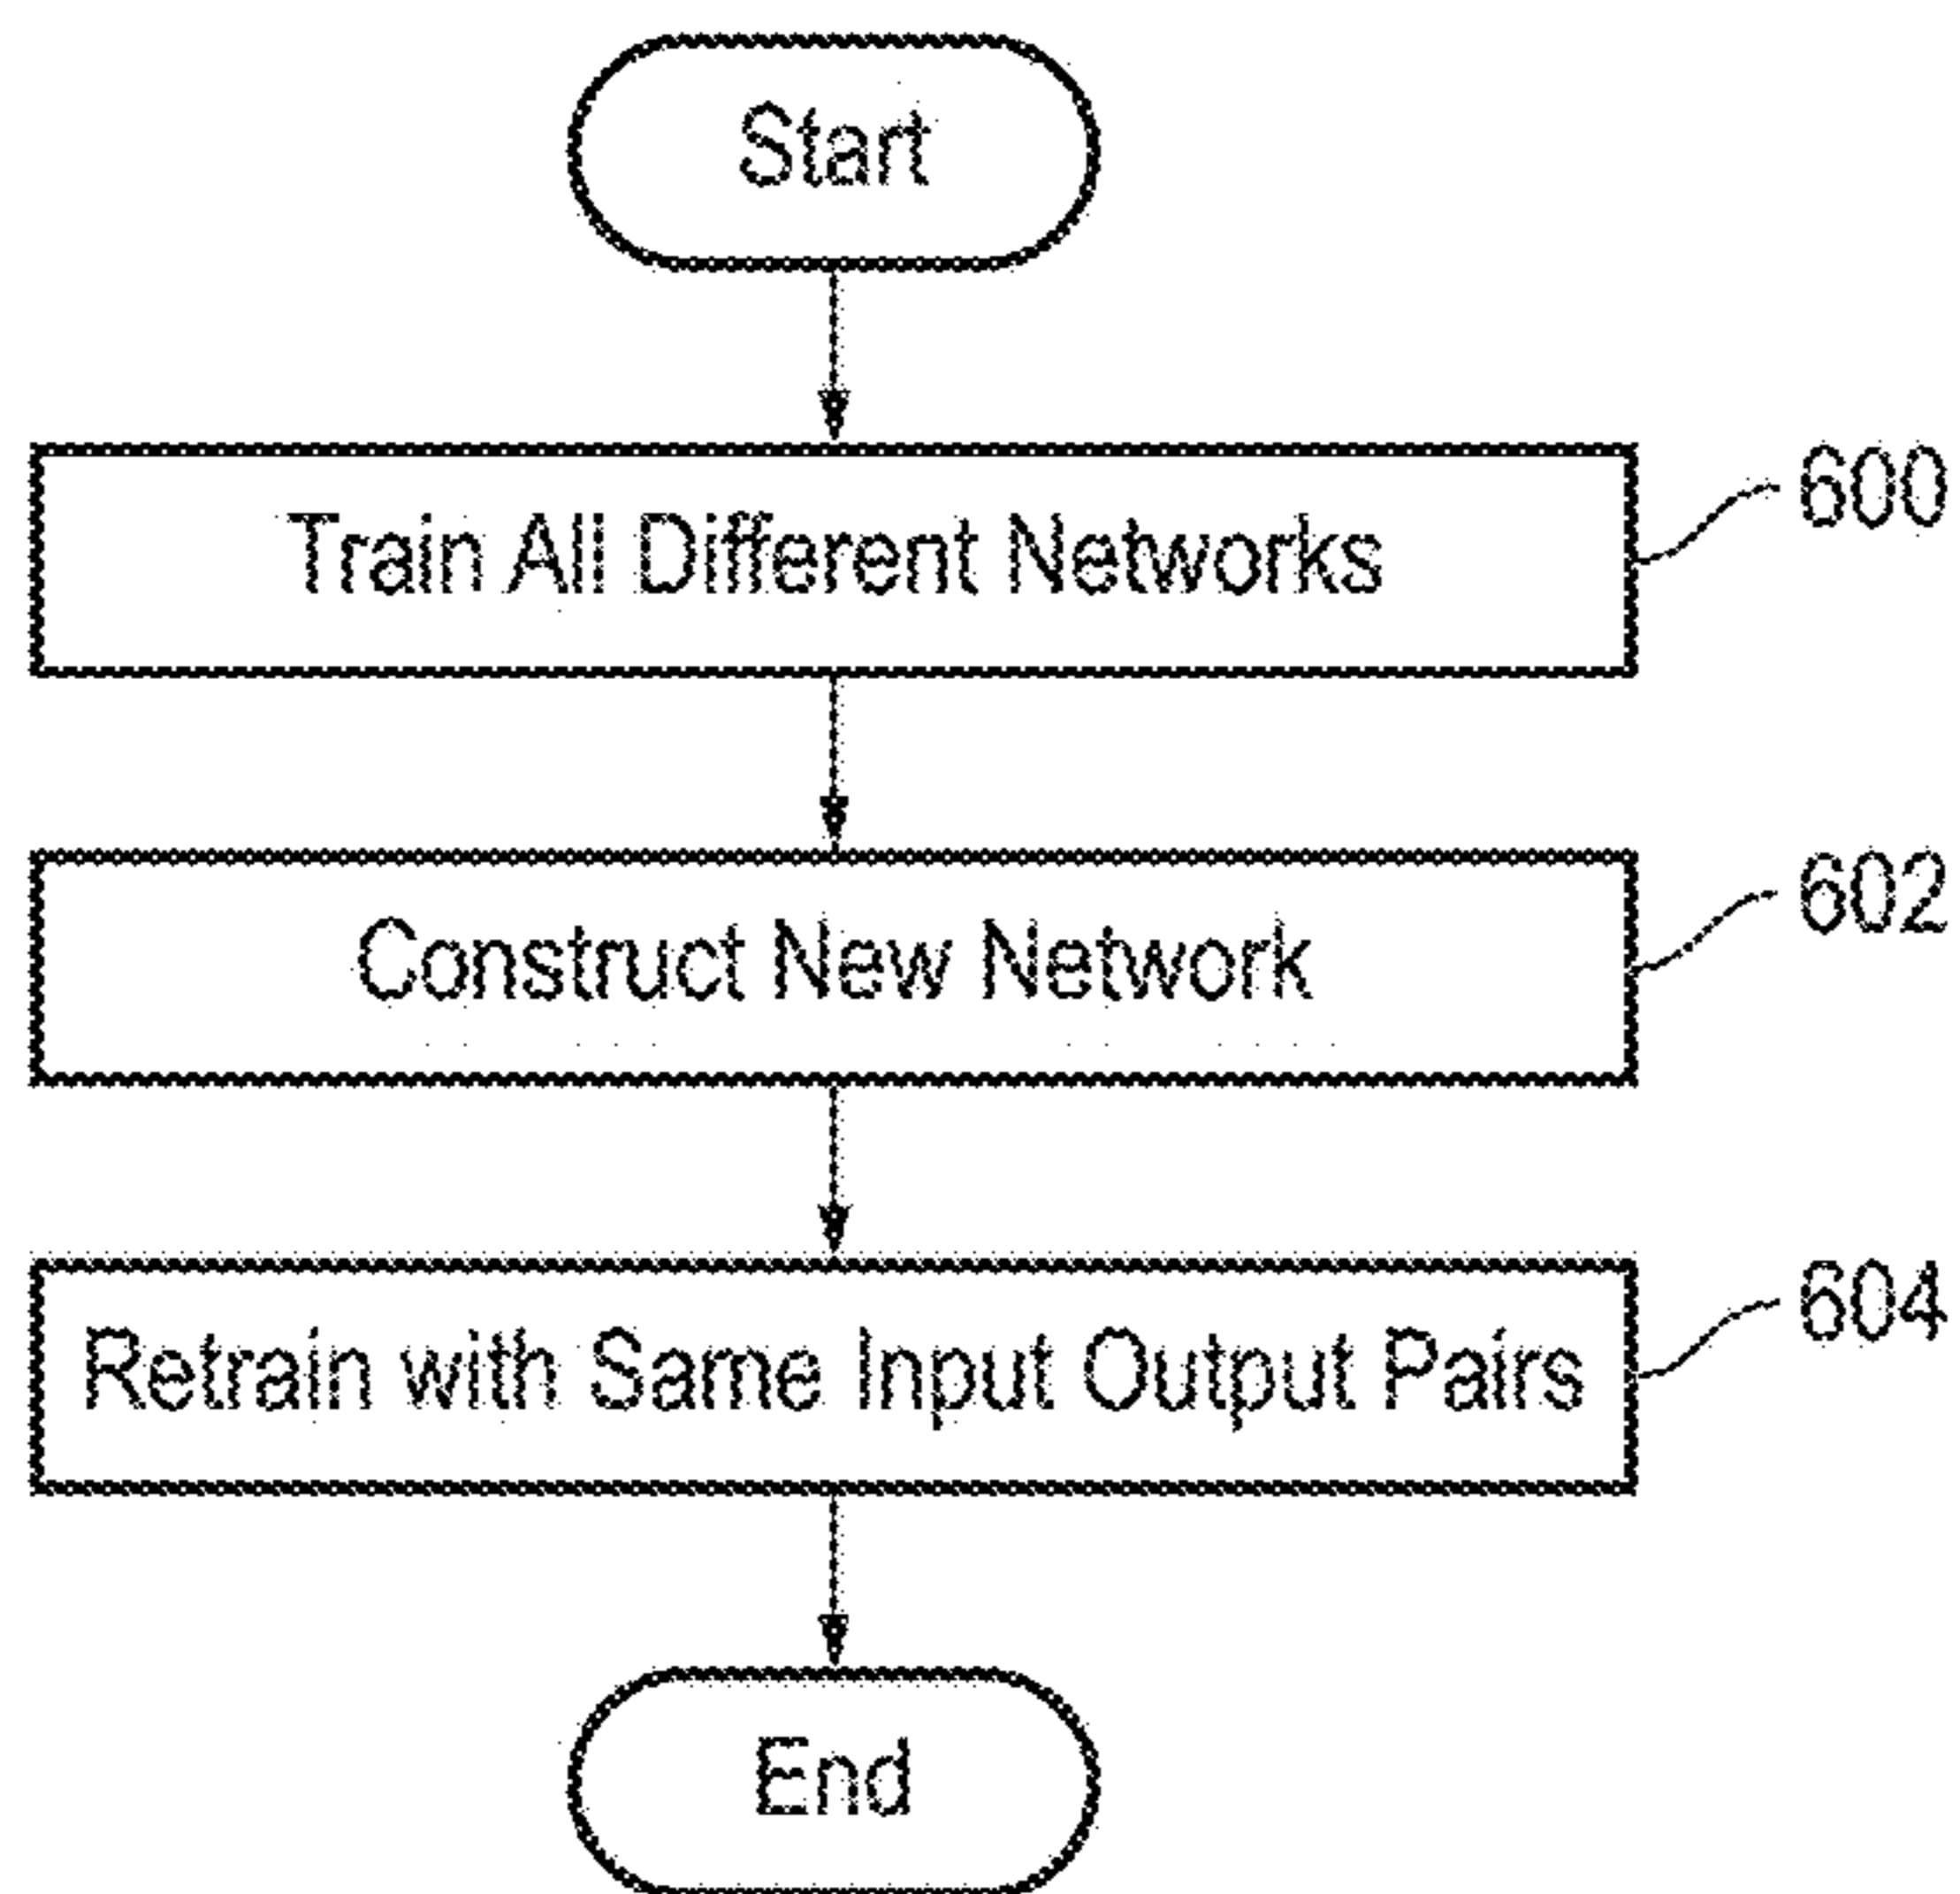 Start
Train All Different Networks
600
Construct New Network
602
Retrain with Same Input Output Pairs
604
End